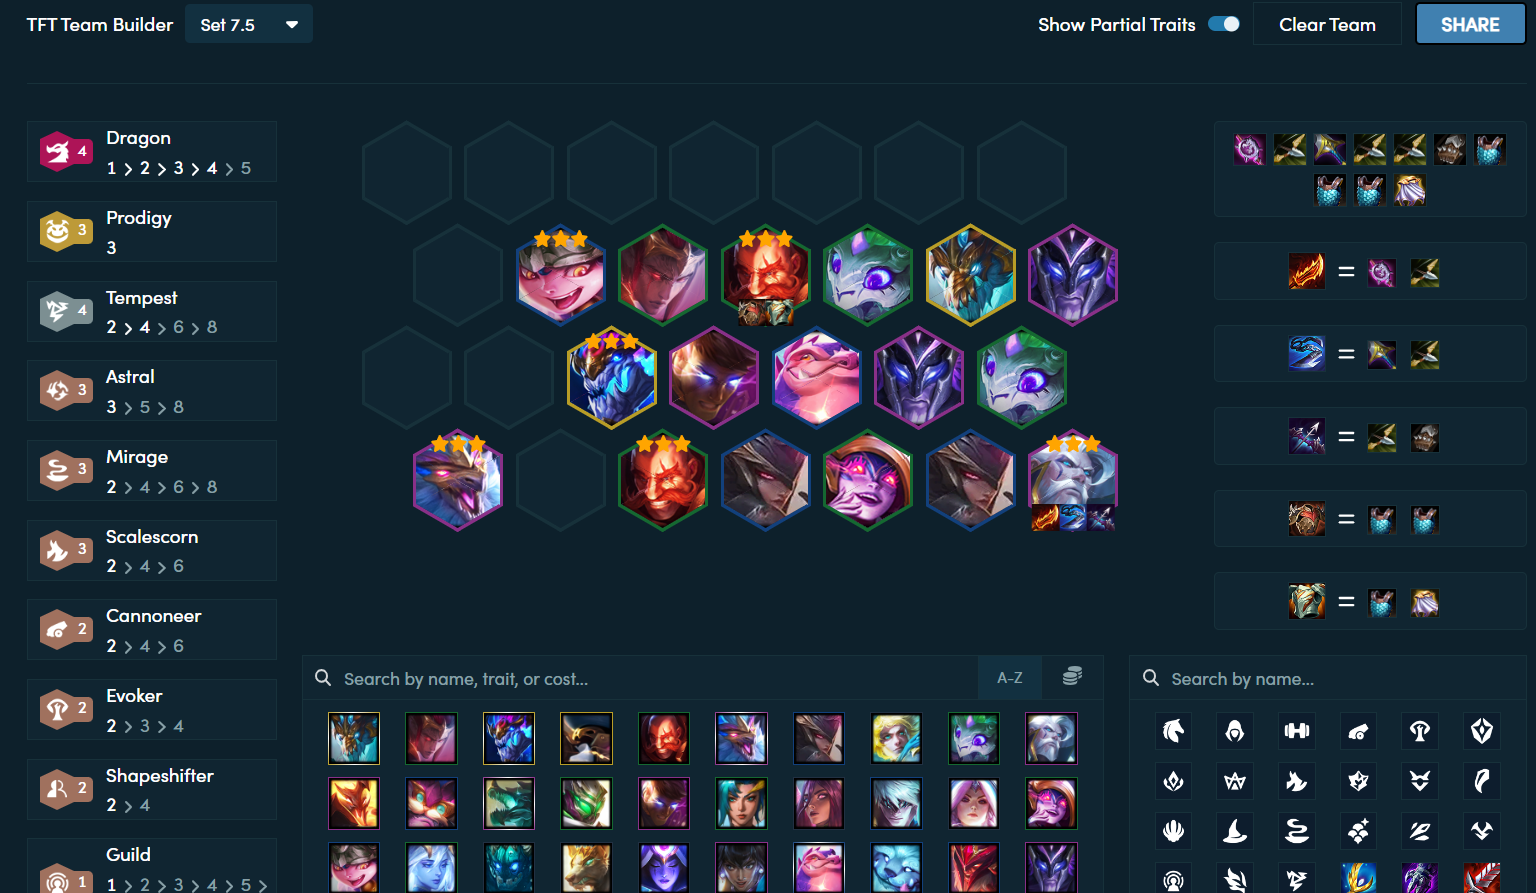 TFT Team Builder
Set 7.5
Show Partial Traits
Clear Team
SHARE
Dragon
4
1 > 2 > 3 > 4 > 5
Prodigy
3
3
Tempest
4
2 > 4 > 6 > 8
Astral
3
3 > 5 > 8
Mirage
3
2 > 4 > 6 > 8
Scalescorn
3
2 > 4 > 6
Cannoneer
2
2 > 4 > 6
Evoker
2
2 > 3 > 4
Shapeshifter
2
2 > 4
Guild
1
1 > 2 > 3 > 4 > 5 >
=
=
=
=
=
Search by name, trait, or cost...
A-Z
Search by name...